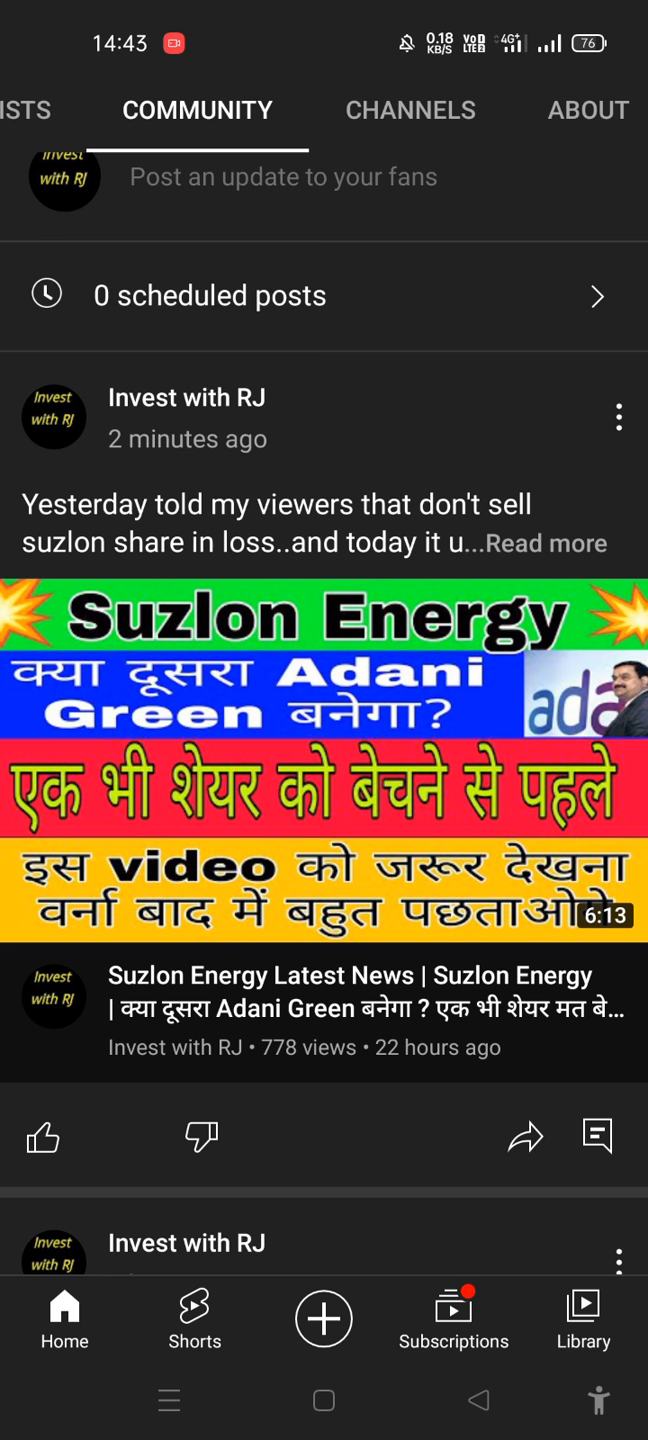 14:43
0.18 KB/S VoD LTE2 4G+ 76
ISTS COMMUNITY CHANNELS ABOUT
Invest with RJ
Post an update to your fans
0 scheduled posts
Invest with RJ
Invest with RJ
2 minutes ago
Yesterday told my viewers that don't sell
suzlon share in loss..and today it u...Read more
Suzlon Energy
क्या दूसरा Adani
Green बनेगा?
ada
एक भी शेयर को बेचने से पहले
इस video को जरूर देखना
वर्ना बाद में बहुत पछताओगे
6:13
Invest with RJ
Suzlon Energy Latest News | Suzlon Energy
| क्या दूसरा Adani Green बनेगा ? एक भी शेयर मत बे...
Invest with RJ • 778 views • 22 hours ago
Invest with RJ
Invest with RJ
Home Shorts Subscriptions Library